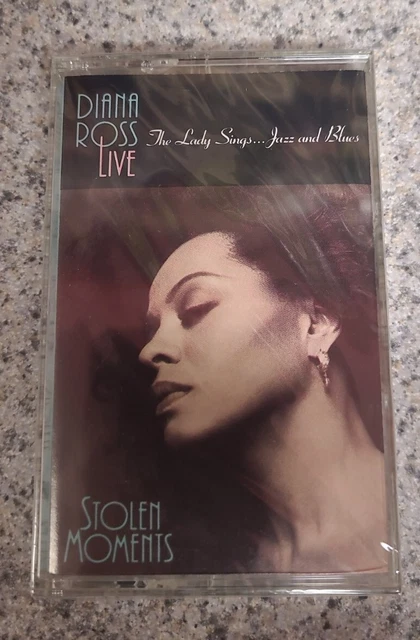 DIANA
ROSS
LIVE
The Lady Sings...Jazz and Blues
STOLEN
MOMENTS